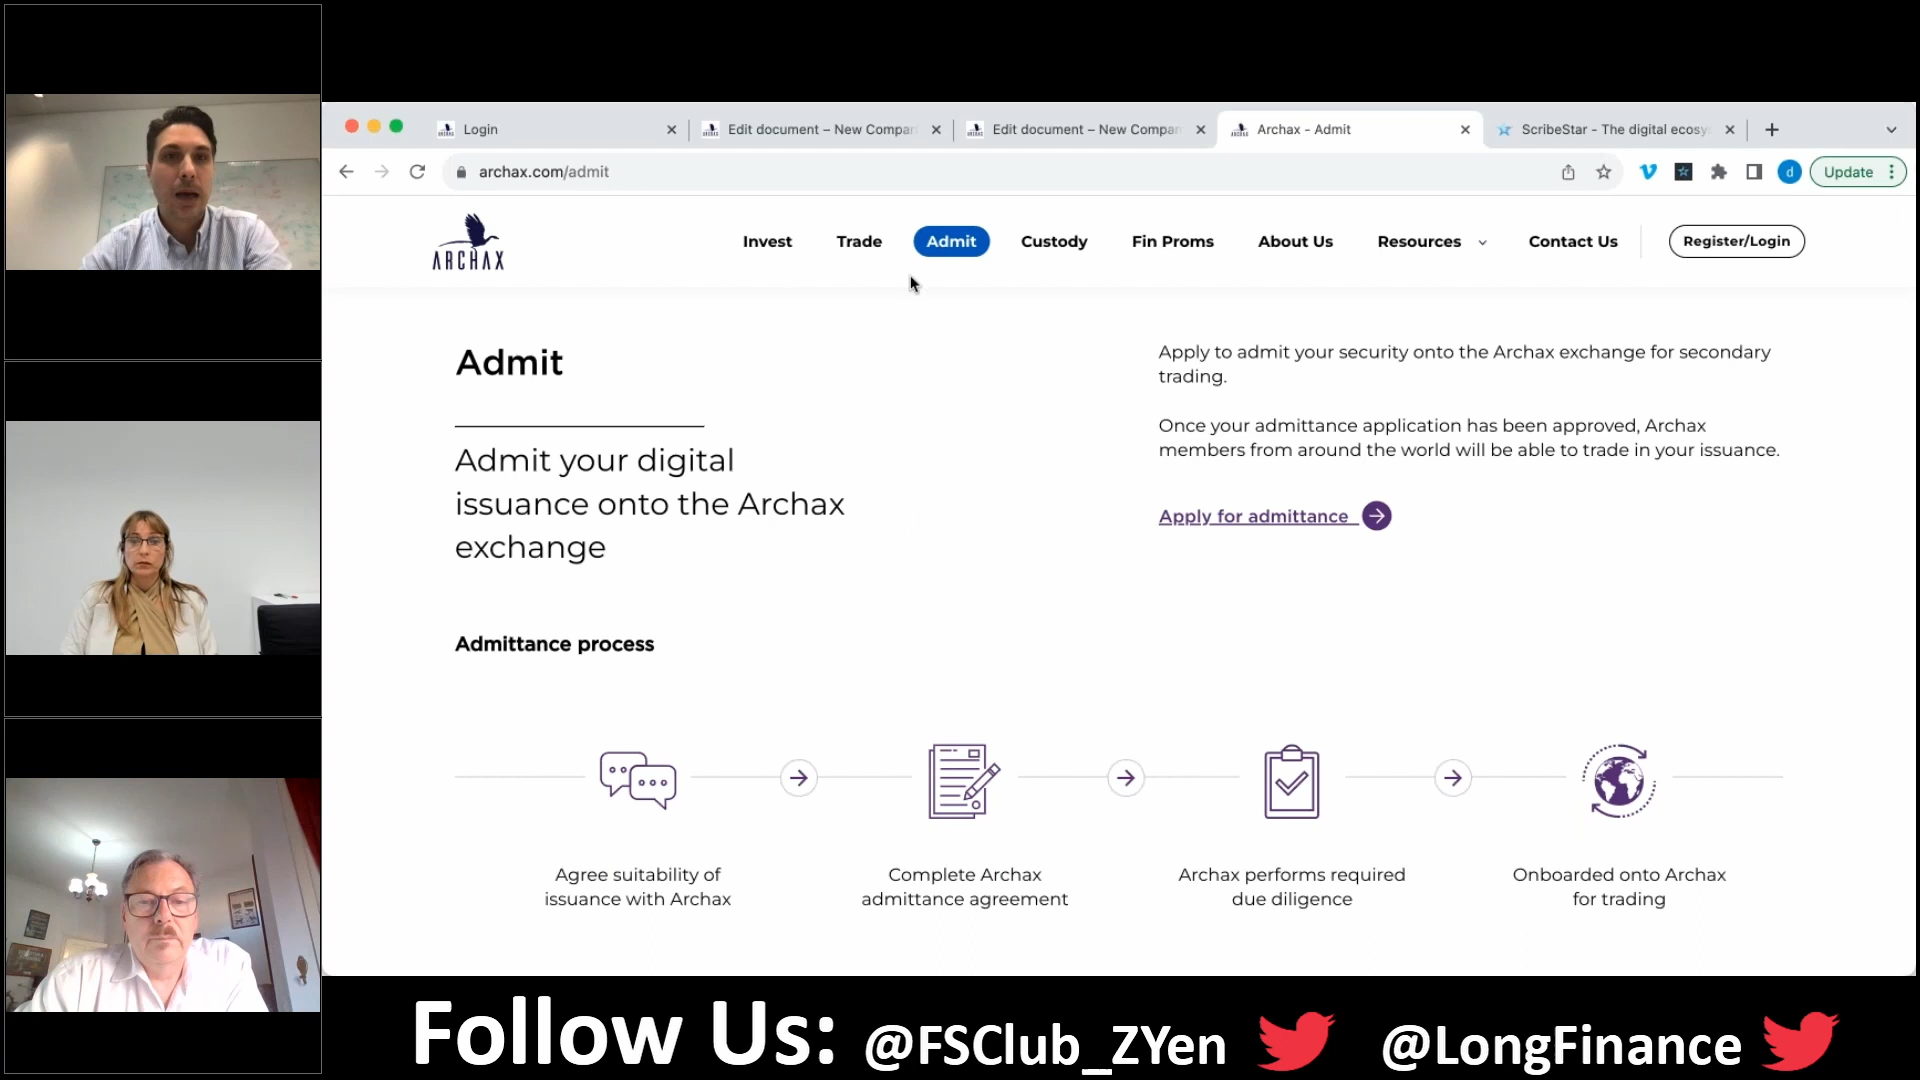 Login
Edit document – New Compan
Edit document – New Compan
Archax - Admit
ScribeStar - The digital ecosy
archax.com/admit
d
Update
ARCHAX
Invest
Trade
Admit
Custody
Fin Proms
About Us
Resources
Contact Us
Register/Login
Admit
Admit your digital
issuance onto the Archax
exchange
Apply to admit your security onto the Archax exchange for secondary
trading.
Once your admittance application has been approved, Archax
members from around the world will be able to trade in your issuance.
Apply for admittance
Admittance process
Agree suitability of
issuance with Archax
Complete Archax
admittance agreement
Archax performs required
due diligence
Onboarded onto Archax
for trading
Follow Us: @FSClub_ZYen @LongFinance